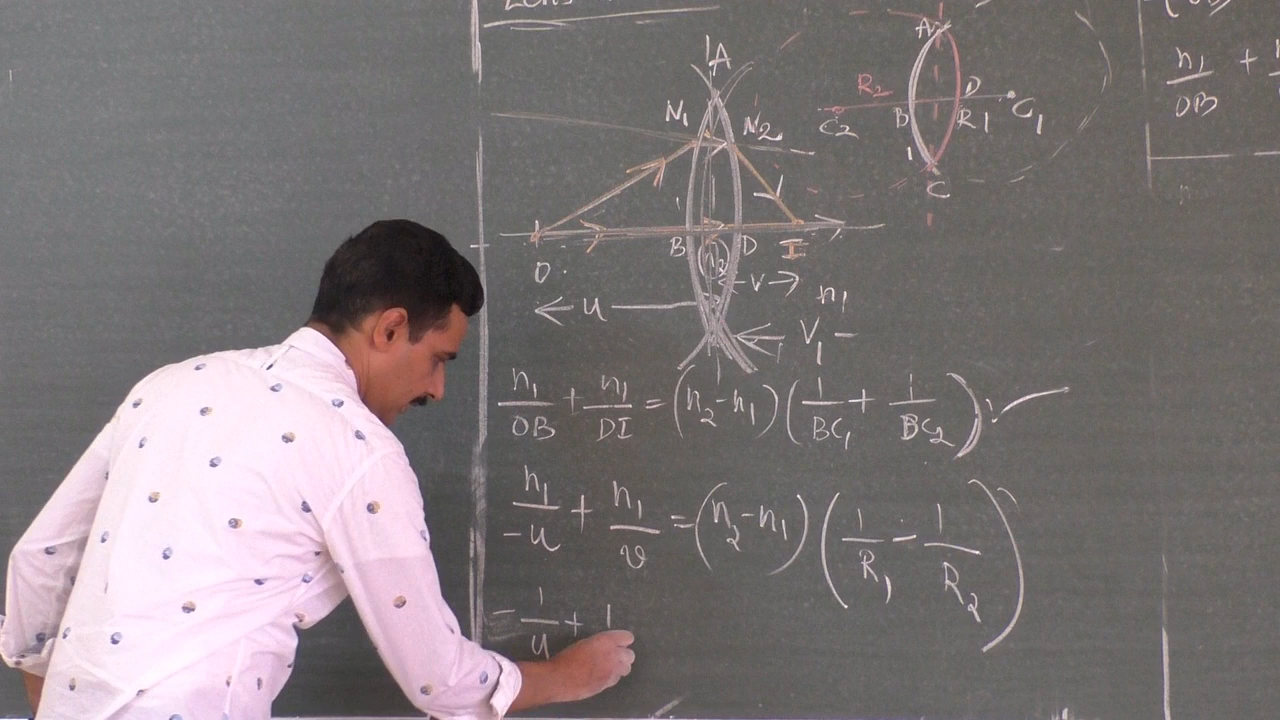 A
N1 N2
O B D I
n2
← u — ← v →
n1
V1 -
A
R2 D
C2 B R1 C1
C
n1/OB +
n1/OB + n1/DI = (n2 - n1) (1/BC1 + 1/BC2)
n1/-u + n1/v = (n2 - n1) (1/R1 - 1/R2)
- 1/u + 1